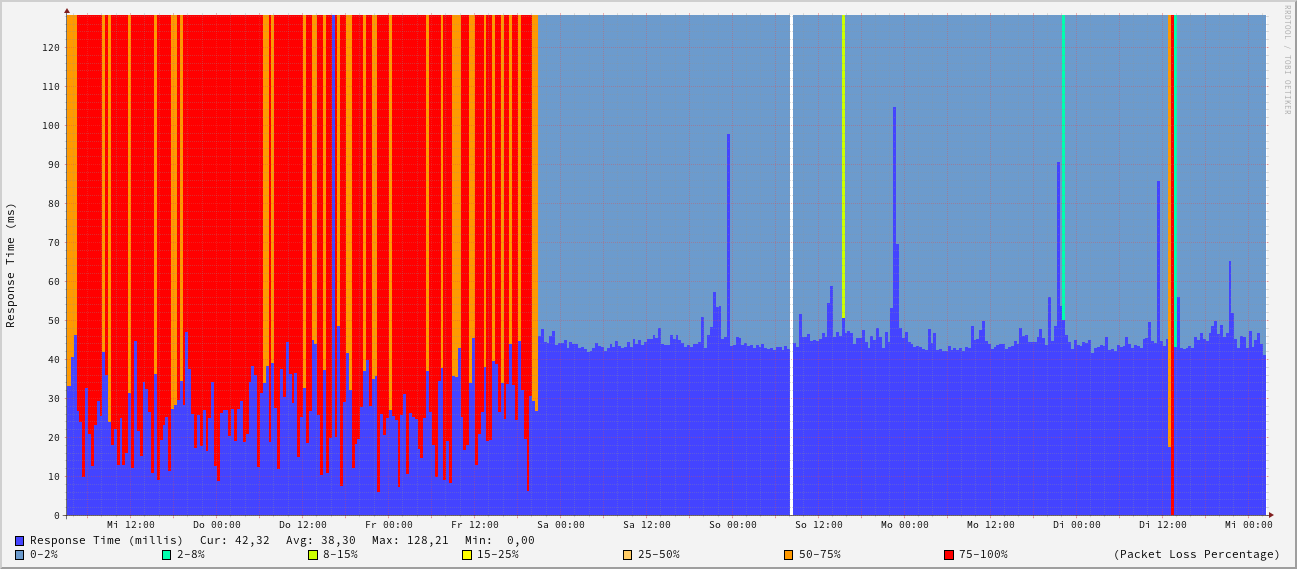 RRDTOOL / TOBI OETIKER
Response Time (ms)
120
110
100
90
80
70
60
50
40
30
20
10
0
Mi 12:00 Do 00:00 Do 12:00 Fr 00:00 Fr 12:00 Sa 00:00 Sa 12:00 So 00:00 So 12:00 Mo 00:00 Mo 12:00 Di 00:00 Di 12:00 Mi 00:00
Response Time (millis) Cur: 42,32 Avg: 38,30 Max: 128,21 Min: 0,00
0-2% 2-8% 8-15% 15-25% 25-50% 50-75% 75-100% (Packet Loss Percentage)